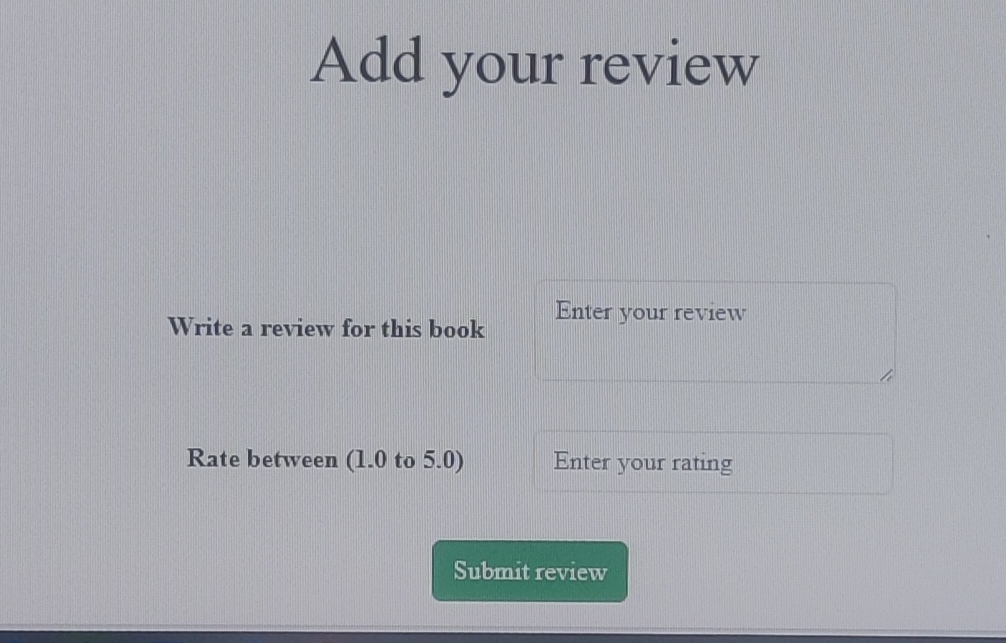 Add your review
Write a review for this book
Enter your review
Rate between (1.0 to 5.0)
Enter your rating
Submit review